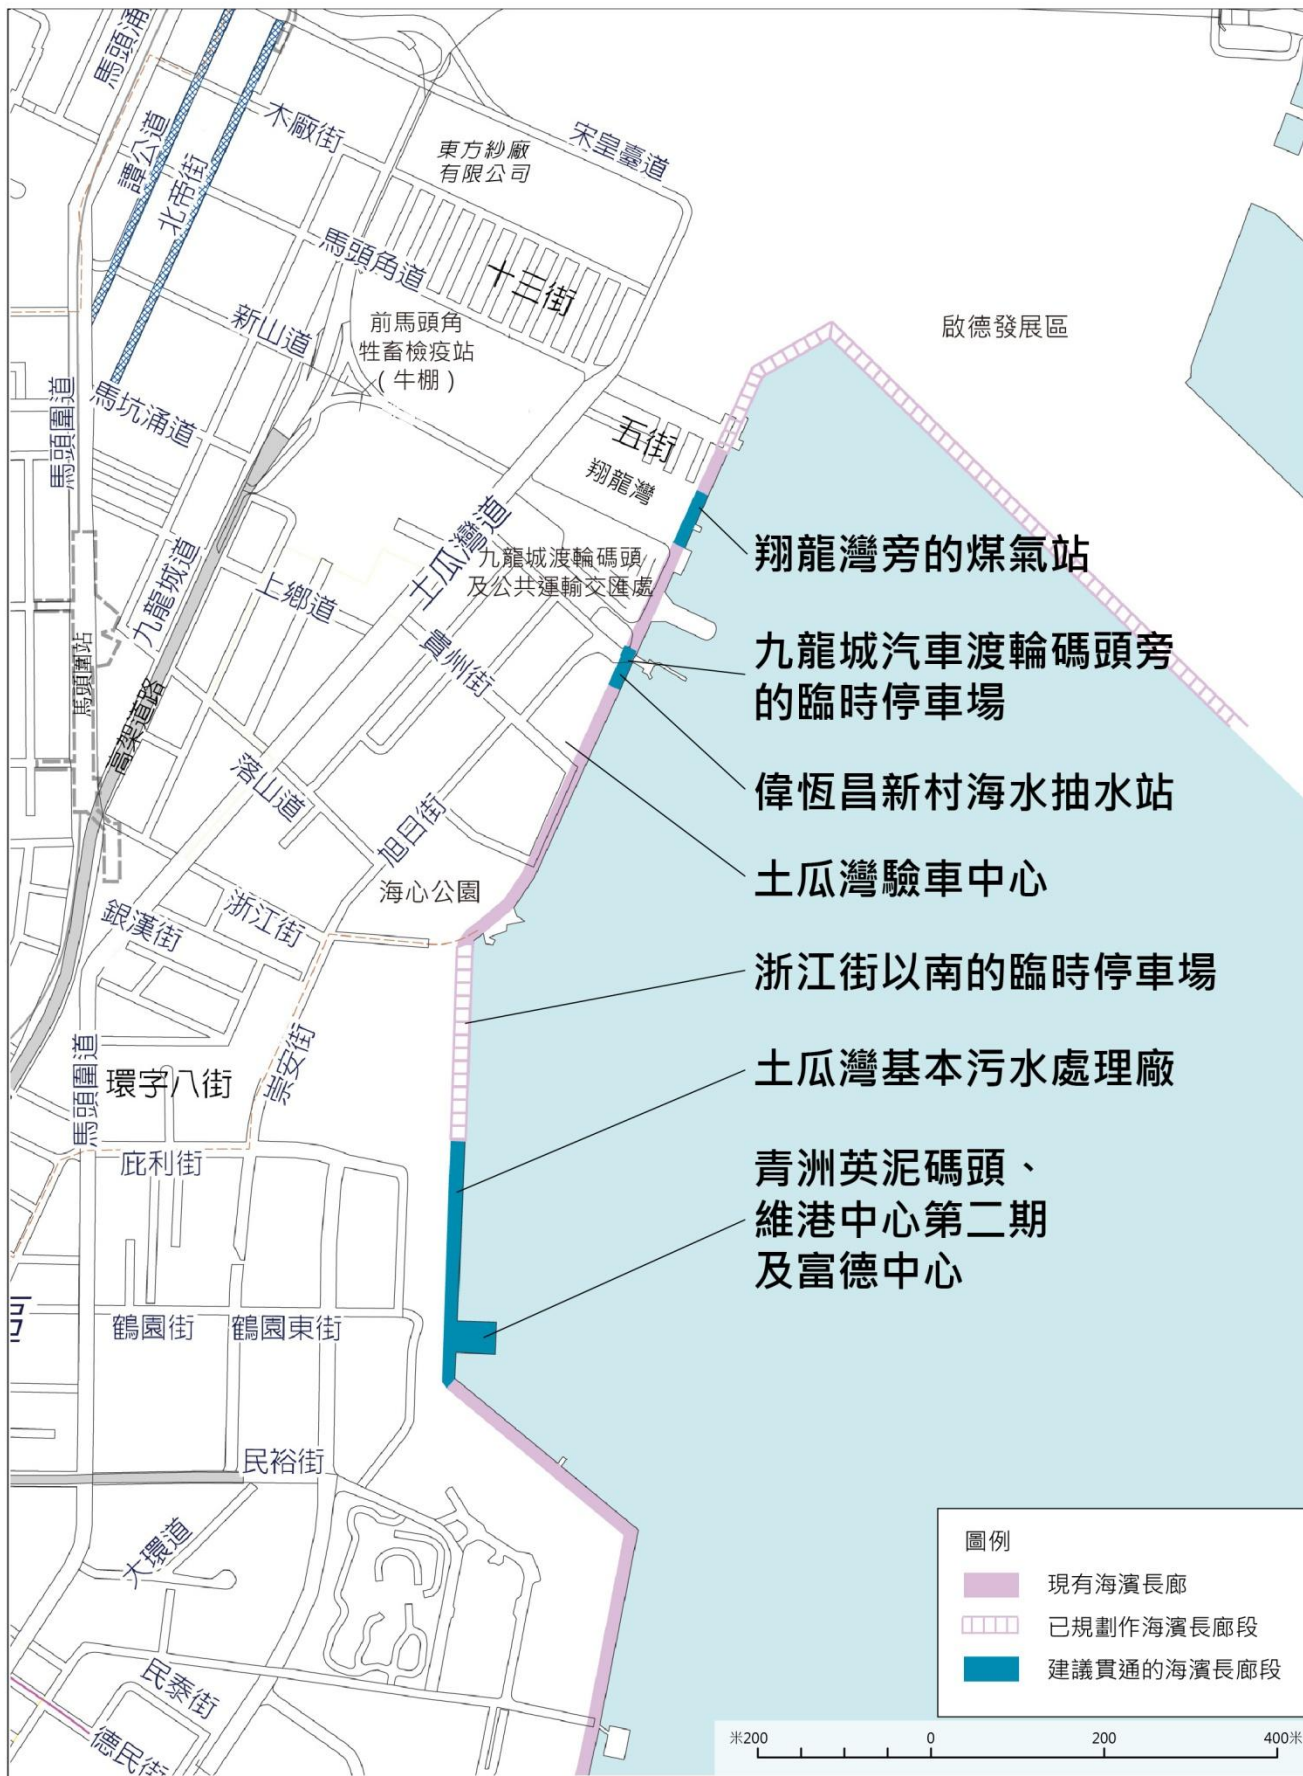 馬頭涌
木廠街
宋皇臺道
東方紗廠
有限公司
譚公道
北帝街
馬頭角道
十三街
新山道
前馬頭角
牲畜檢疫站
（牛棚）
啟德發展區
馬頭圍道
馬坑涌道
五街
翔龍灣
土瓜灣道
九龍城渡輪碼頭
及公共運輸交匯處
翔龍灣旁的煤氣站
九龍城道
上鄉道
貴州街
九龍城汽車渡輪碼頭旁
的臨時停車場
馬頭圍站
高架道路
落山道
偉恆昌新村海水抽水站
旭日街
土瓜灣驗車中心
海心公園
銀漢街
浙江街
浙江街以南的臨時停車場
馬頭圍道
環字八街
崇安街
土瓜灣基本污水處理廠
庇利街
青洲英泥碼頭、
維港中心第二期
及富德中心
鶴園街
鶴園東街
民裕街
大環道
民泰街
德民街
圖例
現有海濱長廊
已規劃作海濱長廊段
建議貫通的海濱長廊段
米200 0 200 400米